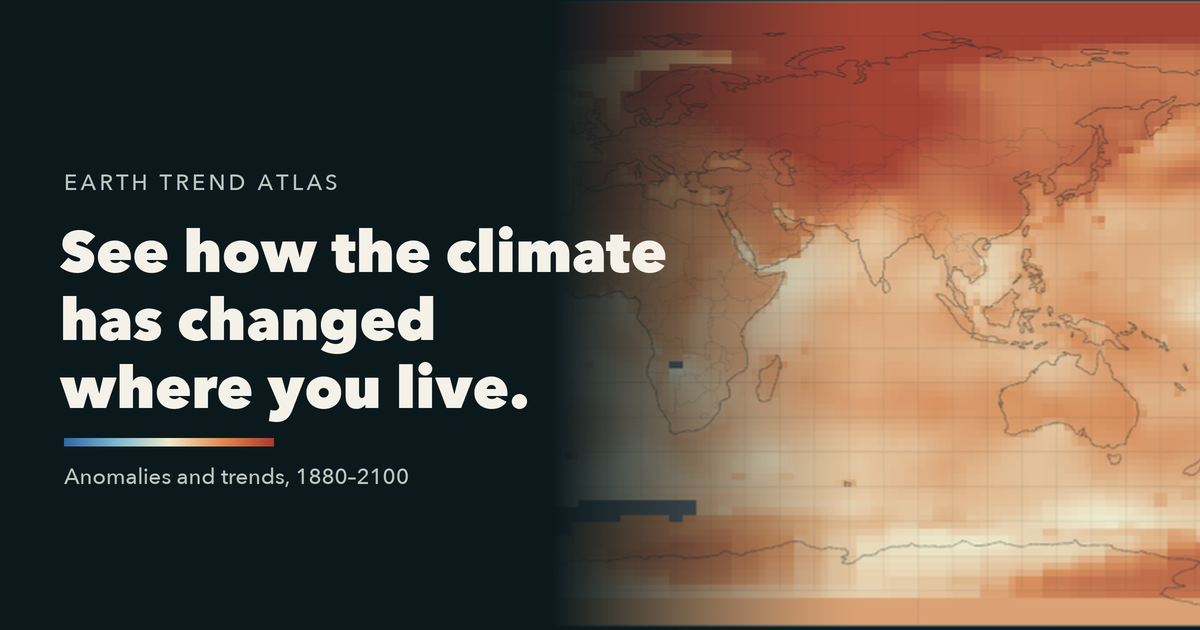 EARTH TREND ATLAS
See how the climate
has changed
where you live.
Anomalies and trends, 1880–2100